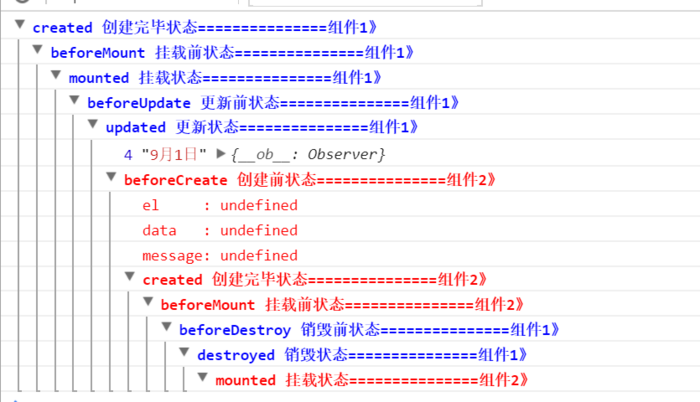 created 创建完毕状态===============组件1》
beforeMount 挂载前状态===============组件1》
mounted 挂载状态===============组件1》
beforeUpdate 更新前状态===============组件1》
updated 更新状态===============组件1》
4 "9月1日" ▶{__ob__: Observer}
beforeCreate 创建前状态===============组件2》
el     : undefined
data   : undefined
message: undefined
created 创建完毕状态===============组件2》
beforeMount 挂载前状态===============组件2》
beforeDestroy 销毁前状态===============组件1》
destroyed 销毁状态===============组件1》
mounted 挂载状态===============组件2》